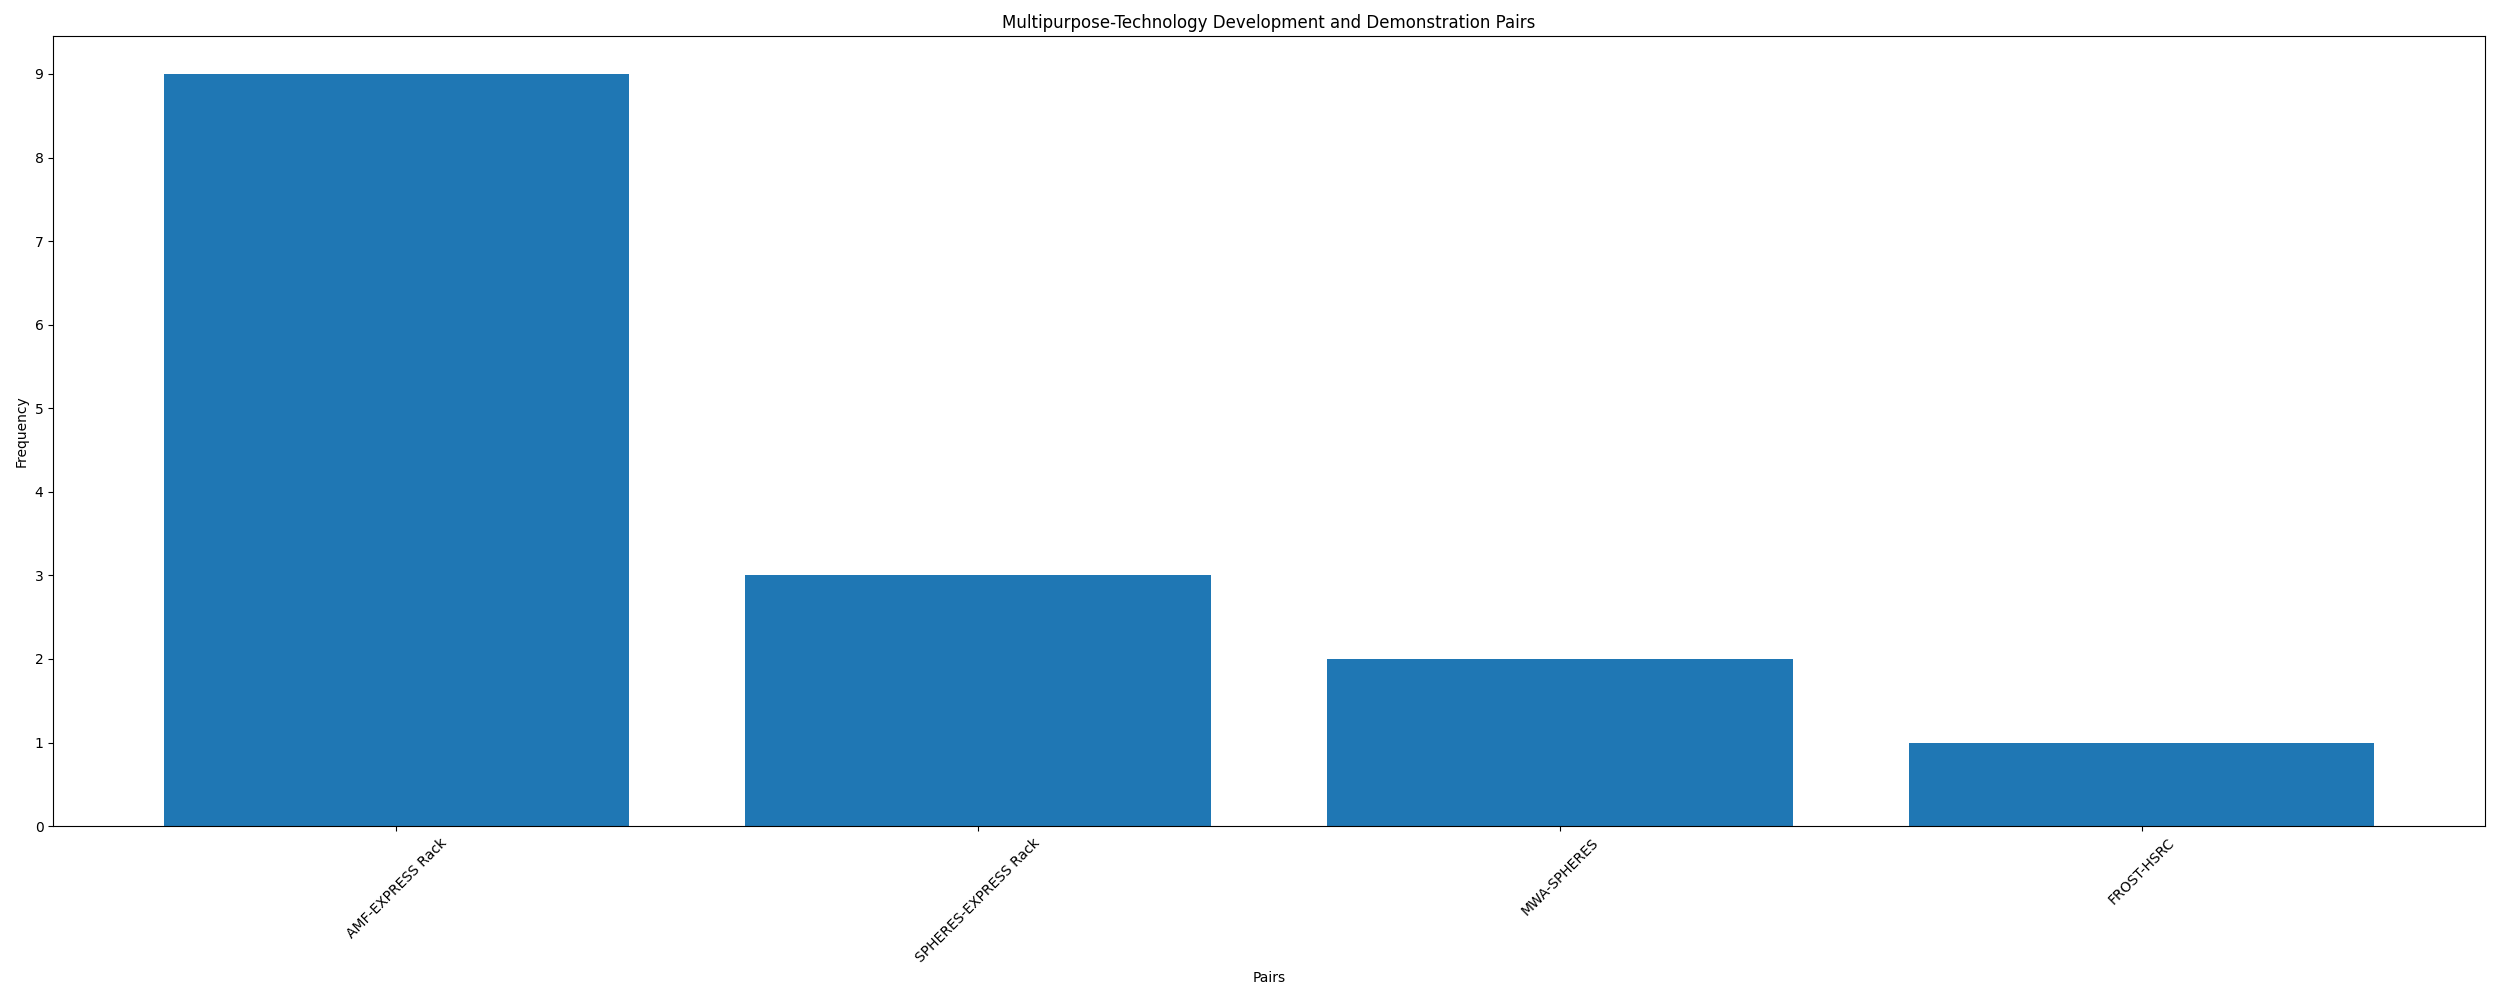 Multipurpose-Technology Development and Demonstration Pairs
Frequency
9
8
7
6
5
4
3
2
1
0
AMF-EXPRESS Rack
SPHERES-EXPRESS Rack
MWA-SPHERES
FROST-HSRC
Pairs